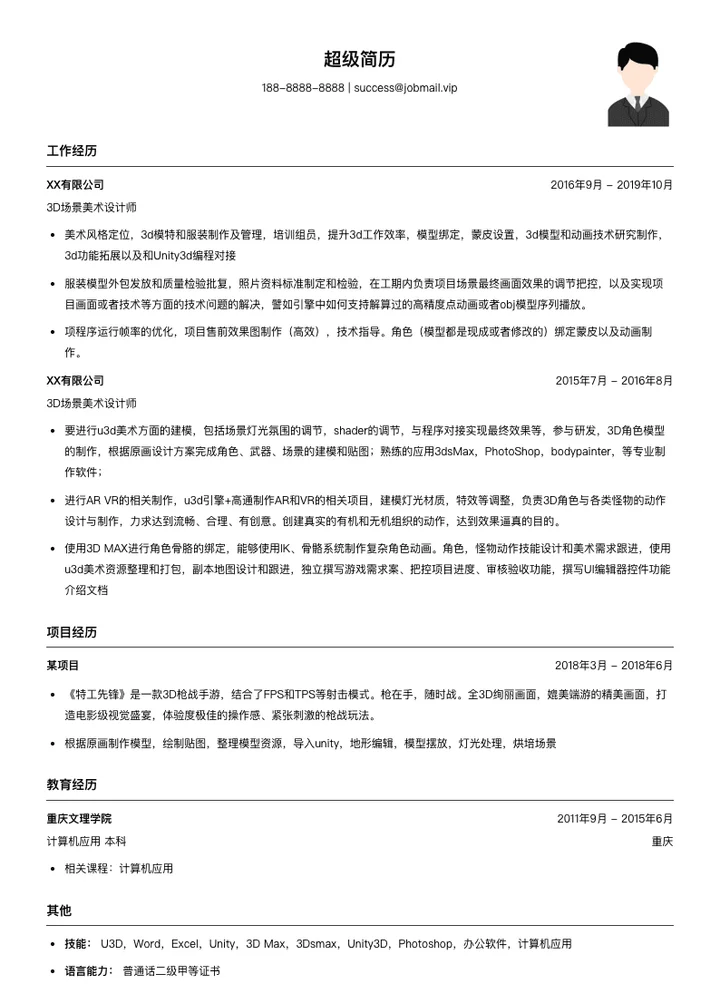 超级简历
188-8888-8888 | success@jobmail.vip
工作经历
XX有限公司 2016年9月 – 2019年10月
3D场景美术设计师
• 美术风格定位，3d模特和服装制作及管理，培训组员，提升3d工作效率，模型绑定，蒙皮设置，3d模型和动画技术研究制作，
3d功能拓展以及和Unity3d编程对接
• 服装模型外包发放和质量检验批复，照片资料标准制定和检验，在工期内负责项目场景最终画面效果的调节把控，以及实现项
目画面或者技术等方面的技术问题的解决，譬如引擎中如何支持解算过的高精度点动画或者obj模型序列播放。
• 项程序运行帧率的优化，项目售前效果图制作（高效），技术指导。角色（模型都是现成或者修改的）绑定蒙皮以及动画制
作。
XX有限公司 2015年7月 – 2016年8月
3D场景美术设计师
• 要进行u3d美术方面的建模，包括场景灯光氛围的调节，shader的调节，与程序对接实现最终效果等，参与研发，3D角色模型
的制作，根据原画设计方案完成角色、武器、场景的建模和贴图；熟练的应用3dsMax，PhotoShop，bodypainter，等专业制
作软件；
• 进行AR VR的相关制作，u3d引擎+高通制作AR和VR的相关项目，建模灯光材质，特效等调整，负责3D角色与各类怪物的动作
设计与制作，力求达到流畅、合理、有创意。创建真实的有机和无机组织的动作，达到效果逼真的目的。
• 使用3D MAX进行角色骨骼的绑定，能够使用IK、骨骼系统制作复杂角色动画。角色，怪物动作技能设计和美术需求跟进，使用
u3d美术资源整理和打包，副本地图设计和跟进，独立撰写游戏需求案、把控项目进度、审核验收功能，撰写UI编辑器控件功能
介绍文档
项目经历
某项目 2018年3月 – 2018年6月
• 《特工先锋》是一款3D枪战手游，结合了FPS和TPS等射击模式。枪在手，随时战。全3D绚丽画面，媲美端游的精美画面，打
造电影级视觉盛宴，体验度极佳的操作感、紧张刺激的枪战玩法。
• 根据原画制作模型，绘制贴图，整理模型资源，导入unity，地形编辑，模型摆放，灯光处理，烘培场景
教育经历
重庆文理学院 2011年9月 – 2015年6月
计算机应用 本科 重庆
• 相关课程：计算机应用
其他
• 技能： U3D，Word，Excel，Unity，3D Max，3Dsmax，Unity3D，Photoshop，办公软件，计算机应用
• 语言能力： 普通话二级甲等证书